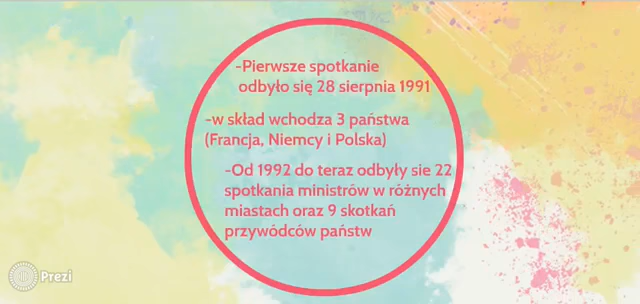 -Pierwsze spotkanie
odbyło się 28 sierpnia 1991
-w skład wchodza 3 państwa
(Francja, Niemcy i Polska)
-Od 1992 do teraz odbyły sie 22
spotkania ministrów w różnych
miastach oraz 9 skotkań
przywódców państw
Prezi